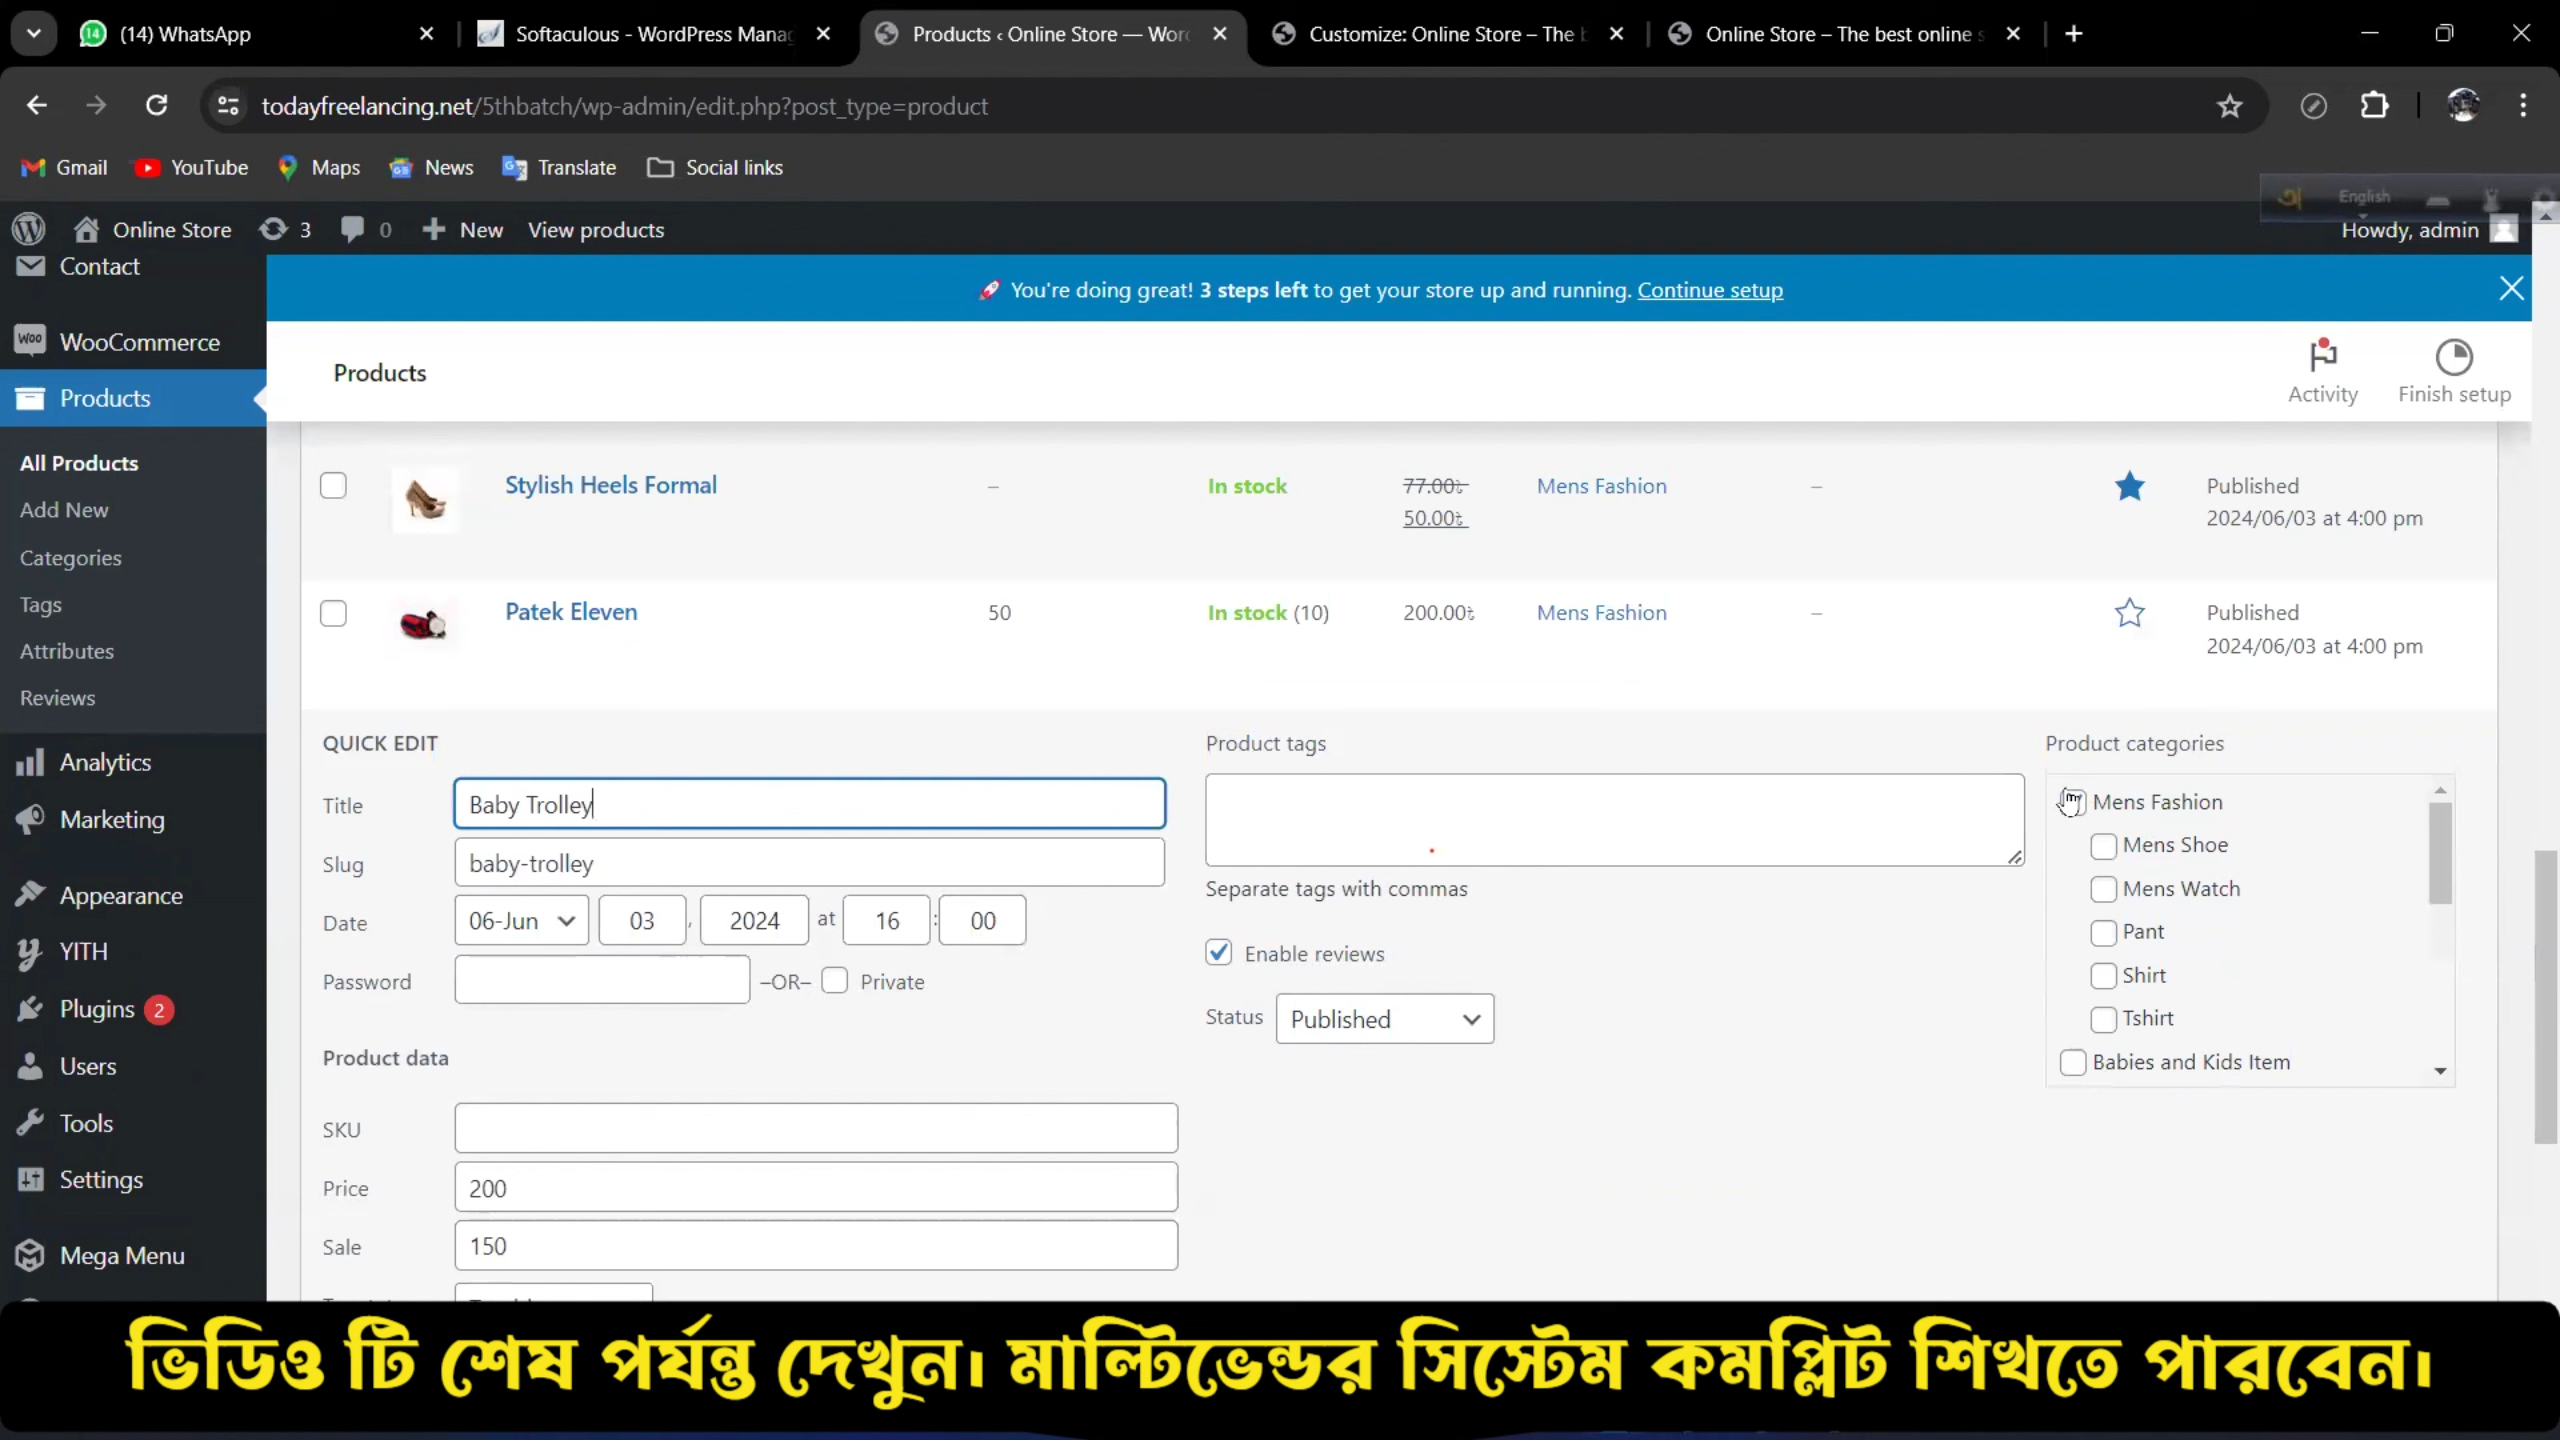 (14) WhatsApp
Softaculous - WordPress Manag
Products ‹ Online Store — Wor
Customize: Online Store – The b
Online Store – The best online s
todayfreelancing.net/5thbatch/wp-admin/edit.php?post_type=product
Gmail YouTube Maps News Translate Social links
English
Online Store 3 0 New View products
Howdy, admin
Contact
WooCommerce
Products
All Products
Add New
Categories
Tags
Attributes
Reviews
Analytics
Marketing
Appearance
YITH
Plugins 2
Users
Tools
Settings
Mega Menu
You're doing great! 3 steps left to get your store up and running. Continue setup
Products
Activity
Finish setup
Stylish Heels Formal – In stock 77.00৳ Mens Fashion – Published
50.00৳ 2024/06/03 at 4:00 pm
Patek Eleven 50 In stock (10) 200.00৳ Mens Fashion – Published
2024/06/03 at 4:00 pm
QUICK EDIT
Title Baby Trolley
Slug baby-trolley
Date 06-Jun 03 , 2024 at 16 : 00
Password –OR– Private
Product data
SKU
Price 200
Sale 150
Product tags
Separate tags with commas
Enable reviews
Status Published
Product categories
Mens Fashion
Mens Shoe
Mens Watch
Pant
Shirt
Tshirt
Babies and Kids Item
ভিডিও টি শেষ পর্যন্ত দেখুন। মাল্টিভেন্ডর সিস্টেম কমপ্লিট শিখতে পারবেন।